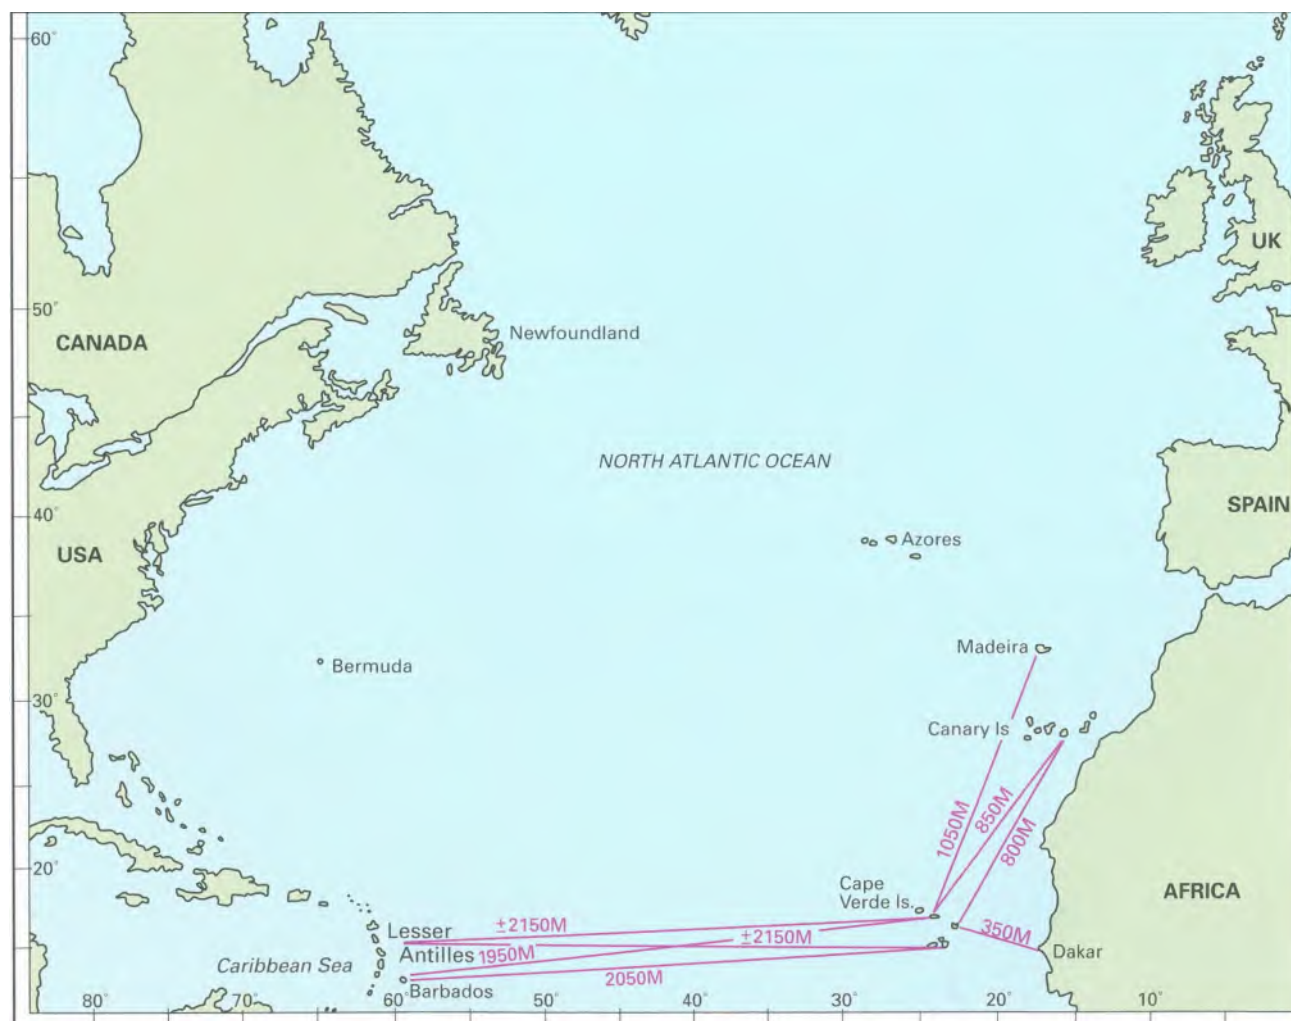 60°
50°
40°
30°
20°
CANADA
USA
Newfoundland
UK
SPAIN
NORTH ATLANTIC OCEAN
Azores
Bermuda
Madeira
Canary Is
1050M
850M
800M
Cape
Verde Is.
AFRICA
350M
Dakar
Lesser
Antilles
±2150M
±2150M
1950M
2050M
Caribbean Sea
Barbados
80°
70°
60°
50°
40°
30°
20°
10°